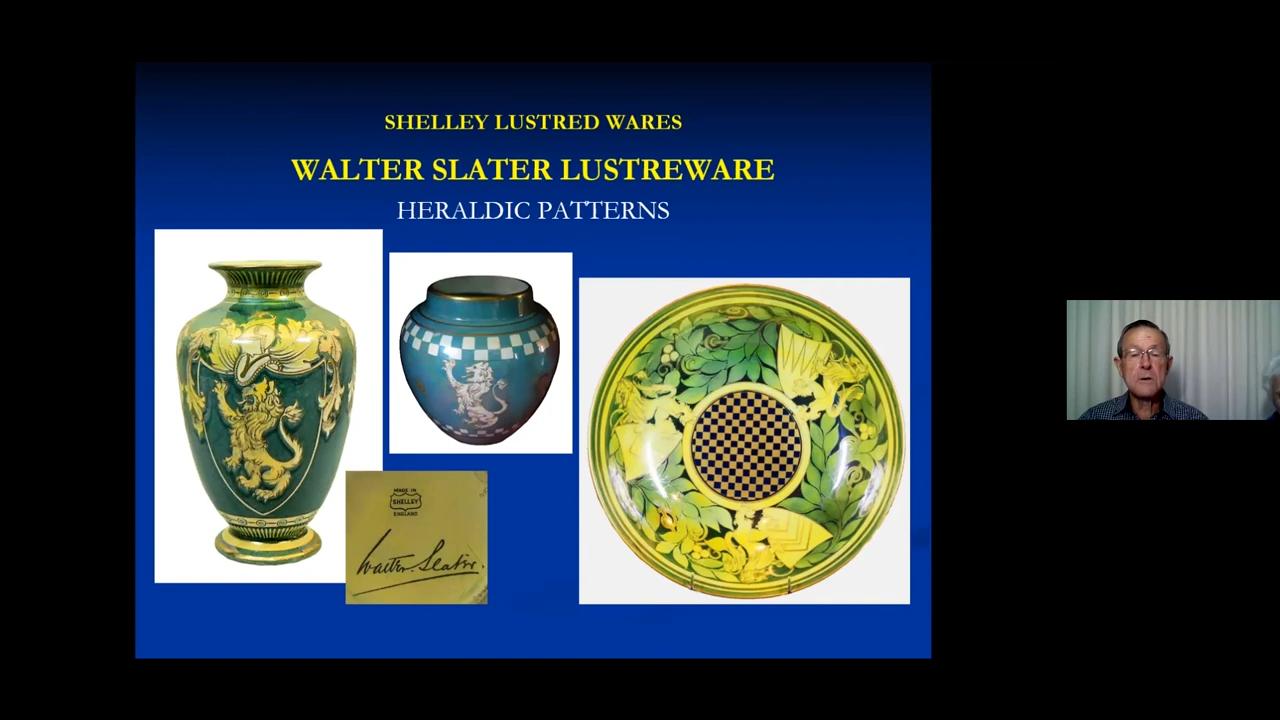 SHELLEY LUSTRED WARES
WALTER SLATER LUSTREWARE
HERALDIC PATTERNS
MADE IN
SHELLEY
ENGLAND
Walter Slater.